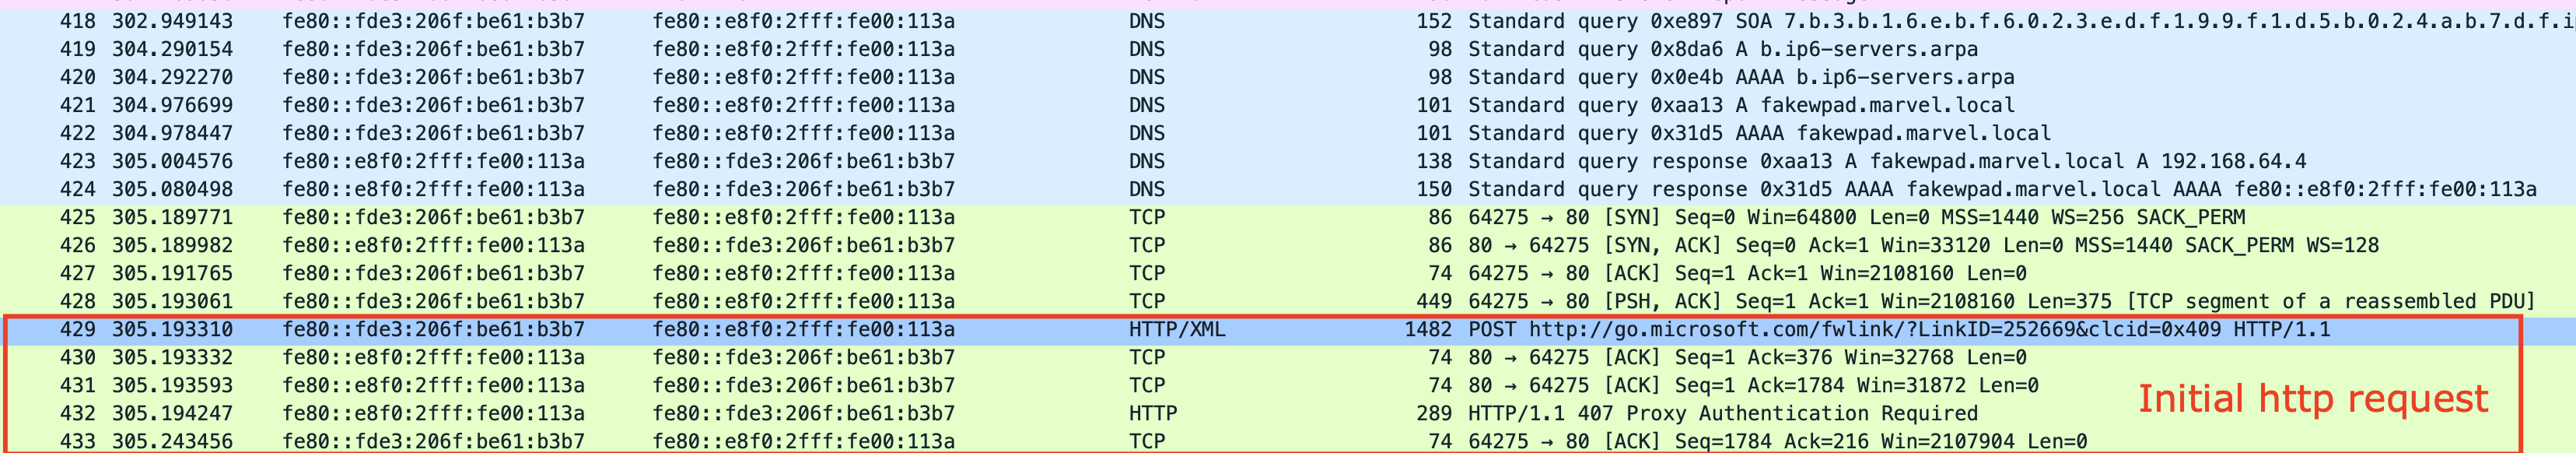 418 302.949143 fe80::fde3:206f:be61:b3b7 fe80::e8f0:2fff:fe00:113a DNS 152 Standard query 0xe897 SOA 7.b.3.b.1.6.e.b.f.6.0.2.3.e.d.f.1.9.9.f.1.d.5.b.0.2.4.a.b.7.d.f.i
419 304.290154 fe80::fde3:206f:be61:b3b7 fe80::e8f0:2fff:fe00:113a DNS 98 Standard query 0x8da6 A b.ip6-servers.arpa
420 304.292270 fe80::fde3:206f:be61:b3b7 fe80::e8f0:2fff:fe00:113a DNS 98 Standard query 0x0e4b AAAA b.ip6-servers.arpa
421 304.976699 fe80::fde3:206f:be61:b3b7 fe80::e8f0:2fff:fe00:113a DNS 101 Standard query 0xaa13 A fakewpad.marvel.local
422 304.978447 fe80::fde3:206f:be61:b3b7 fe80::e8f0:2fff:fe00:113a DNS 101 Standard query 0x31d5 AAAA fakewpad.marvel.local
423 305.004576 fe80::e8f0:2fff:fe00:113a fe80::fde3:206f:be61:b3b7 DNS 138 Standard query response 0xaa13 A fakewpad.marvel.local A 192.168.64.4
424 305.080498 fe80::e8f0:2fff:fe00:113a fe80::fde3:206f:be61:b3b7 DNS 150 Standard query response 0x31d5 AAAA fakewpad.marvel.local AAAA fe80::e8f0:2fff:fe00:113a
425 305.189771 fe80::fde3:206f:be61:b3b7 fe80::e8f0:2fff:fe00:113a TCP 86 64275 → 80 [SYN] Seq=0 Win=64800 Len=0 MSS=1440 WS=256 SACK_PERM
426 305.189982 fe80::e8f0:2fff:fe00:113a fe80::fde3:206f:be61:b3b7 TCP 86 80 → 64275 [SYN, ACK] Seq=0 Ack=1 Win=33120 Len=0 MSS=1440 SACK_PERM WS=128
427 305.191765 fe80::fde3:206f:be61:b3b7 fe80::e8f0:2fff:fe00:113a TCP 74 64275 → 80 [ACK] Seq=1 Ack=1 Win=2108160 Len=0
428 305.193061 fe80::fde3:206f:be61:b3b7 fe80::e8f0:2fff:fe00:113a TCP 449 64275 → 80 [PSH, ACK] Seq=1 Ack=1 Win=2108160 Len=375 [TCP segment of a reassembled PDU]
429 305.193310 fe80::fde3:206f:be61:b3b7 fe80::e8f0:2fff:fe00:113a HTTP/XML 1482 POST http://go.microsoft.com/fwlink/?LinkID=252669&clcid=0x409 HTTP/1.1
430 305.193332 fe80::e8f0:2fff:fe00:113a fe80::fde3:206f:be61:b3b7 TCP 74 80 → 64275 [ACK] Seq=1 Ack=376 Win=32768 Len=0
431 305.193593 fe80::e8f0:2fff:fe00:113a fe80::fde3:206f:be61:b3b7 TCP 74 80 → 64275 [ACK] Seq=1 Ack=1784 Win=31872 Len=0
Initial http request
432 305.194247 fe80::e8f0:2fff:fe00:113a fe80::fde3:206f:be61:b3b7 HTTP 289 HTTP/1.1 407 Proxy Authentication Required
433 305.243456 fe80::fde3:206f:be61:b3b7 fe80::e8f0:2fff:fe00:113a TCP 74 64275 → 80 [ACK] Seq=1784 Ack=216 Win=2107904 Len=0